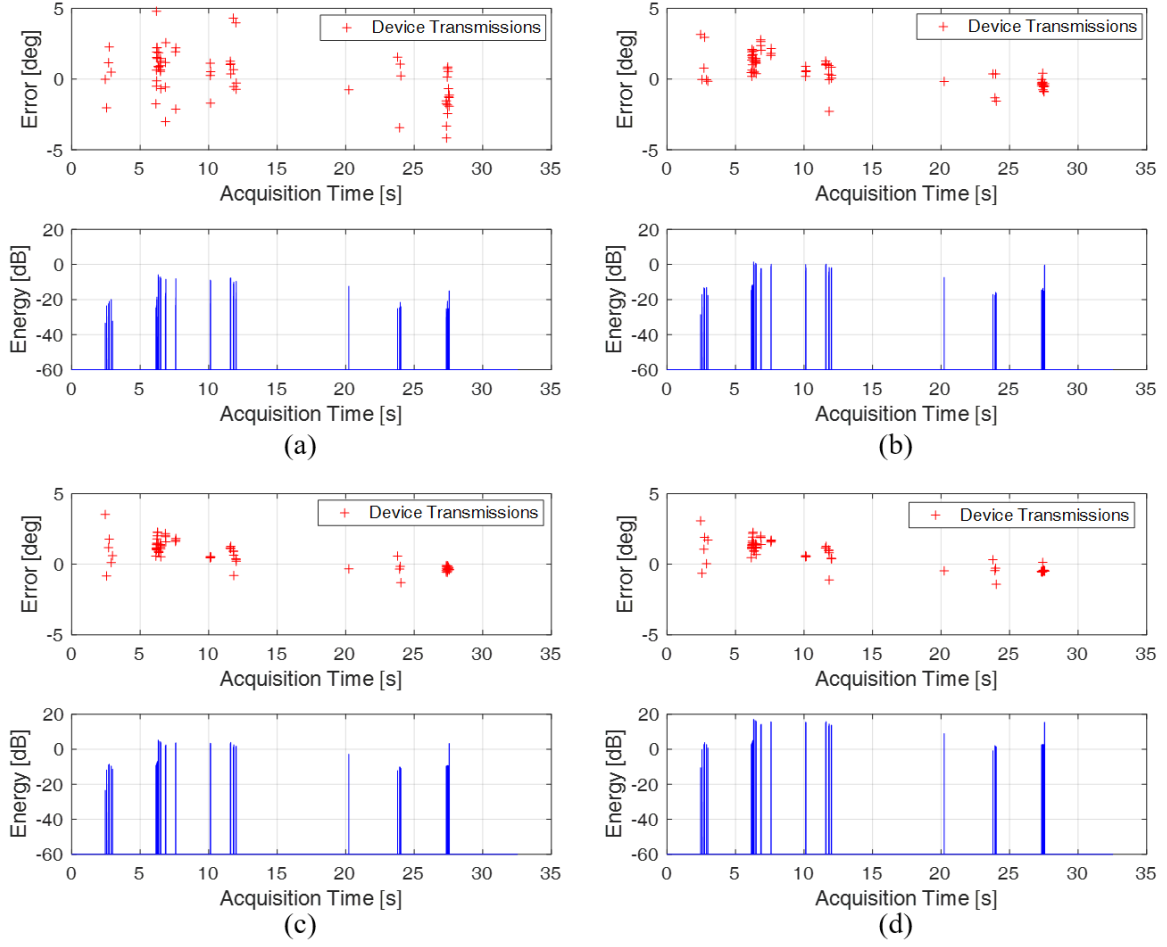 5
0
-5
Error [deg]
Device Transmissions
0 5 10 15 20 25 30 35
Acquisition Time [s]
20
0
-20
-40
-60
Energy [dB]
0 5 10 15 20 25 30 35
Acquisition Time [s]
(a)
5
0
-5
Error [deg]
Device Transmissions
0 5 10 15 20 25 30 35
Acquisition Time [s]
20
0
-20
-40
-60
Energy [dB]
0 5 10 15 20 25 30 35
Acquisition Time [s]
(b)
5
0
-5
Error [deg]
Device Transmissions
0 5 10 15 20 25 30 35
Acquisition Time [s]
20
0
-20
-40
-60
Energy [dB]
0 5 10 15 20 25 30 35
Acquisition Time [s]
(c)
5
0
-5
Error [deg]
Device Transmissions
0 5 10 15 20 25 30 35
Acquisition Time [s]
20
0
-20
-40
-60
Energy [dB]
0 5 10 15 20 25 30 35
Acquisition Time [s]
(d)